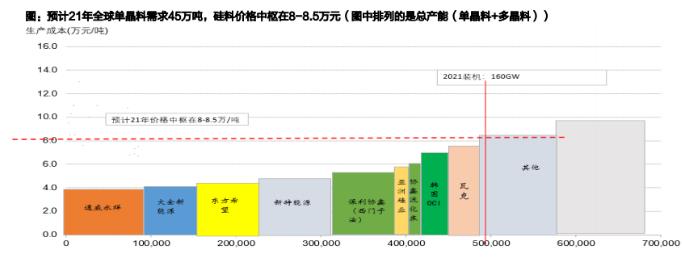 图：预计21年全球单晶料需求45万吨，硅料价格中枢在8-8.5万元（图中排列的是总产能（单晶料+多晶料））
生产成本(万元/吨)
16.0
14.0
2021装机：160GW
12.0
10.0
预计21年价格中枢在8-8.5万/吨
8.0
6.0
4.0
2.0
0.0
通威永祥
大全新能源
东方希望
新特能源
保利协鑫（西门子法）
亚洲硅业
协鑫流化床
韩国OCI
瓦克
其他
0
100,000
200,000
300,000
400,000
500,000
600,000
700,000